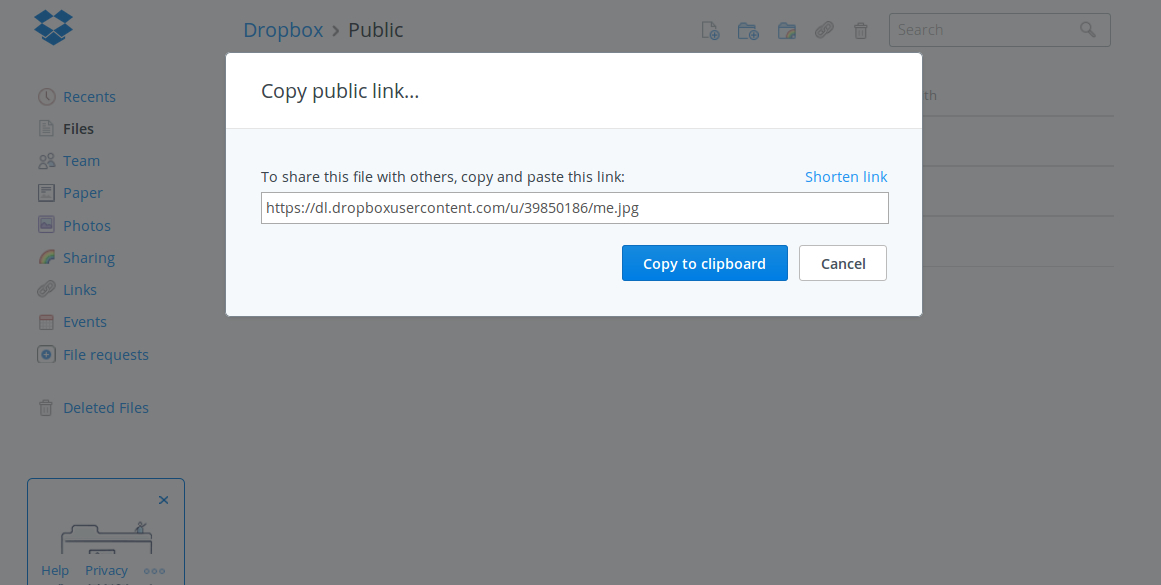 Dropbox > Public
Search
Recents
Files
Team
Paper
Photos
Sharing
Links
Events
File requests
Deleted Files
Copy public link...
To share this file with others, copy and paste this link:
Shorten link
https://dl.dropboxusercontent.com/u/39850186/me.jpg
Copy to clipboard
Cancel
th
Help Privacy